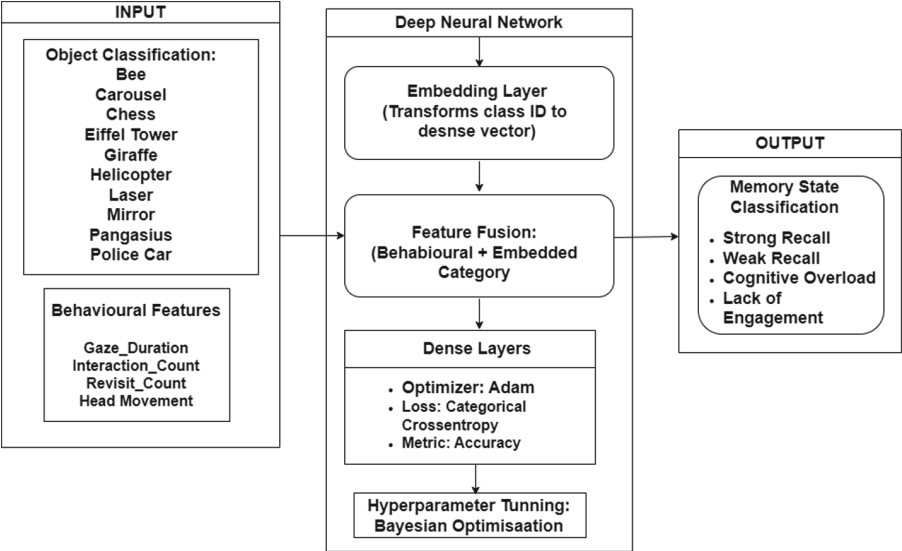 INPUT
Object Classification:
Bee
Carousel
Chess
Eiffel Tower
Giraffe
Helicopter
Laser
Mirror
Pangasius
Police Car
Behavioural Features
Gaze_Duration
Interaction_Count
Revisit_Count
Head Movement
Deep Neural Network
Embedding Layer
(Transforms class ID to
desnse vector)
Feature Fusion:
(Behabioural + Embedded
Category
Dense Layers
• Optimizer: Adam
• Loss: Categorical
Crossentropy
• Metric: Accuracy
Hyperparameter Tunning:
Bayesian Optimisaation
OUTPUT
Memory State
Classification
• Strong Recall
• Weak Recall
• Cognitive Overload
• Lack of
Engagement